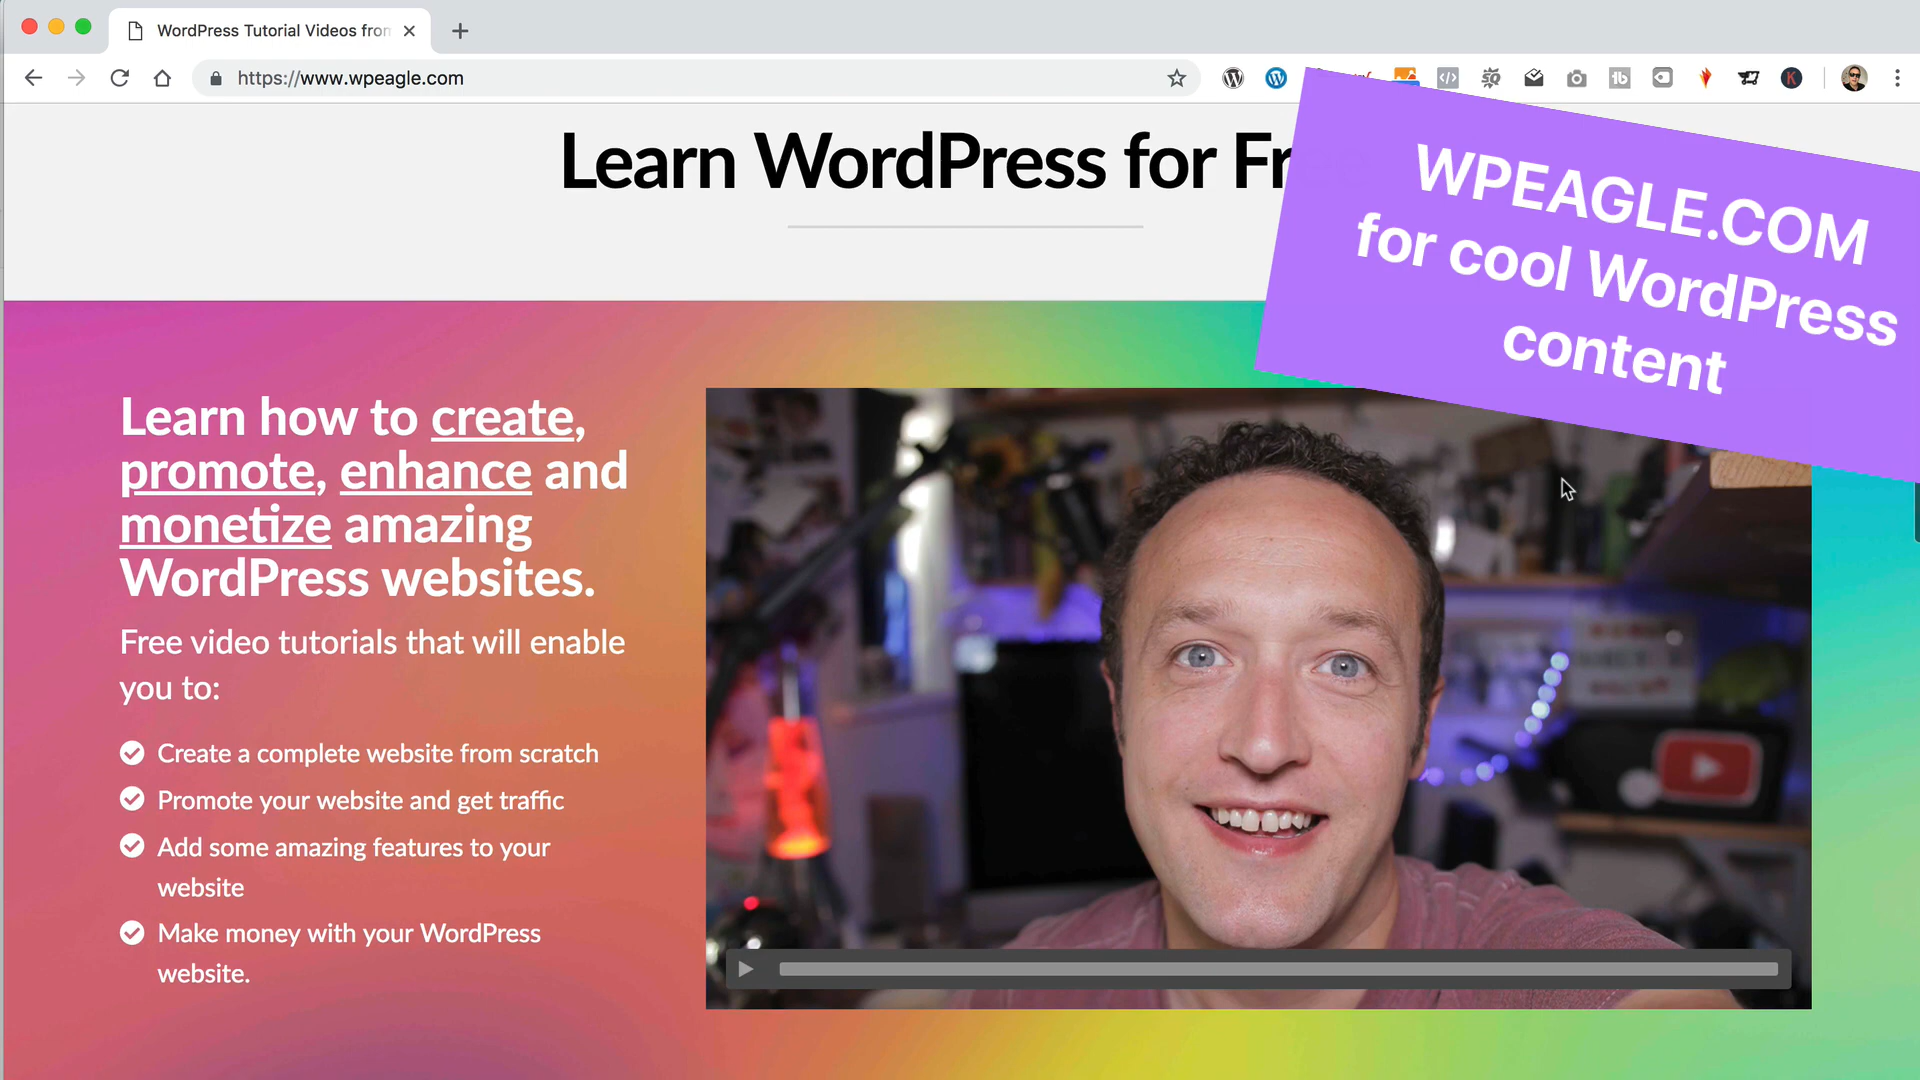 WordPress Tutorial Videos from
https://www.wpeagle.com
Learn WordPress for Free
WPEAGLE.COM
for cool WordPress
content
Learn how to create,
promote, enhance and
monetize amazing
WordPress websites.
Free video tutorials that will enable
you to:
Create a complete website from scratch
Promote your website and get traffic
Add some amazing features to your
website
Make money with your WordPress
website.